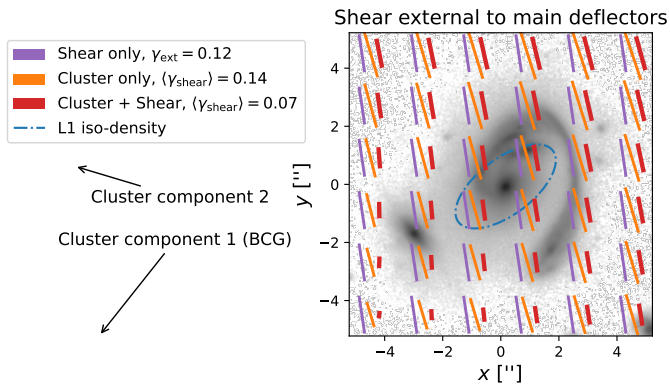 Shear external to main deflectors
Shear only, γext = 0.12
Cluster only, ⟨γshear⟩ = 0.14
Cluster + Shear, ⟨γshear⟩ = 0.07
L1 iso-density
Cluster component 2
Cluster component 1 (BCG)
y ['']
4
2
0
−2
−4
−4
−2
0
2
4
x ['']